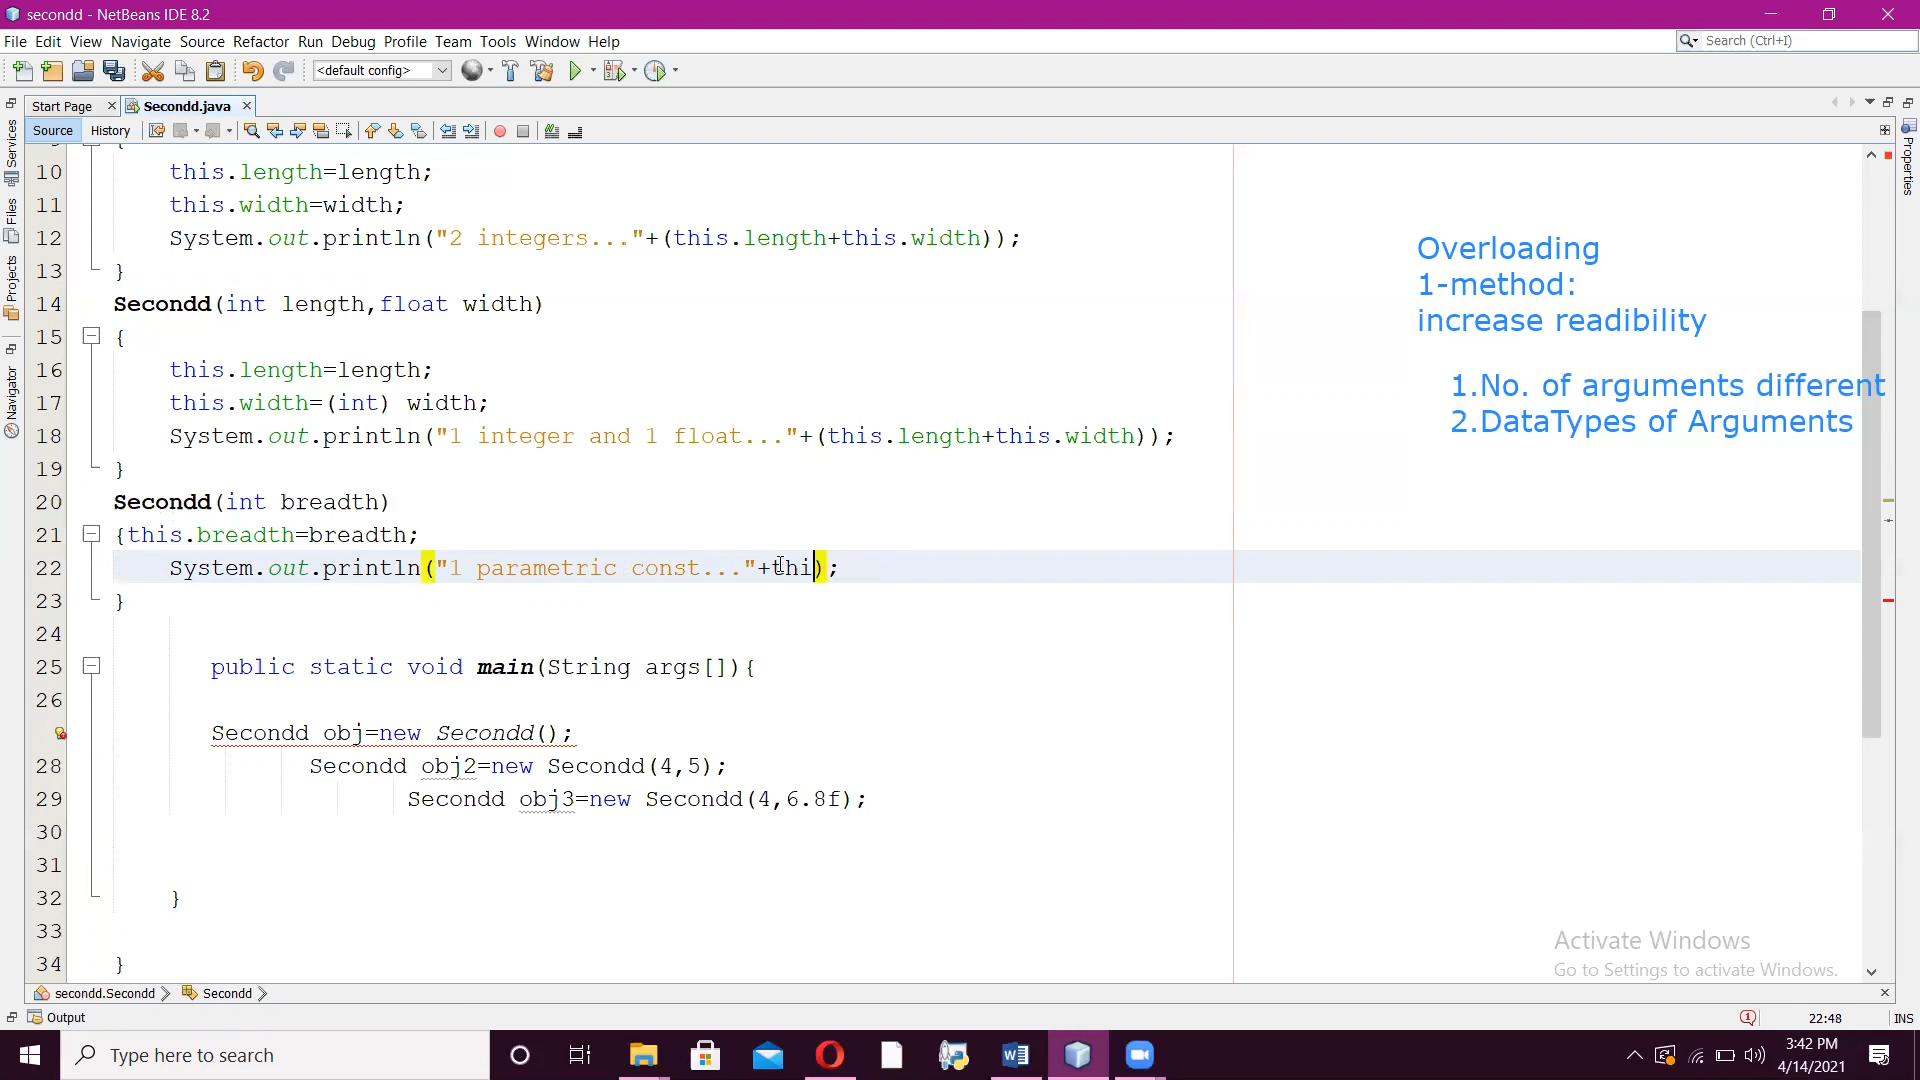 secondd - NetBeans IDE 8.2
File Edit View Navigate Source Refactor Run Debug Profile Team Tools Window Help
Search (Ctrl+I)
<default config>
Start Page
Secondd.java
Source History
Services
Files
Projects
Navigator
Properties
10 this.length=length;
11 this.width=width;
12 System.out.println("2 integers..."+(this.length+this.width));
13 }
14 Secondd(int length,float width)
15 {
16 this.length=length;
17 this.width=(int) width;
18 System.out.println("1 integer and 1 float..."+(this.length+this.width));
19 }
20 Secondd(int breadth)
21 {this.breadth=breadth;
22 System.out.println("1 parametric const..."+thi);
23 }
24
25 public static void main(String args[]){
26
Secondd obj=new Secondd();
28 Secondd obj2=new Secondd(4,5);
29 Secondd obj3=new Secondd(4,6.8f);
30
31
32 }
33
34 }
Overloading
1-method:
increase readibility
1.No. of arguments different
2.DataTypes of Arguments
Activate Windows
Go to Settings to activate Windows.
secondd.Secondd Secondd
Output
1
22:48 INS
Type here to search
3:42 PM
4/14/2021